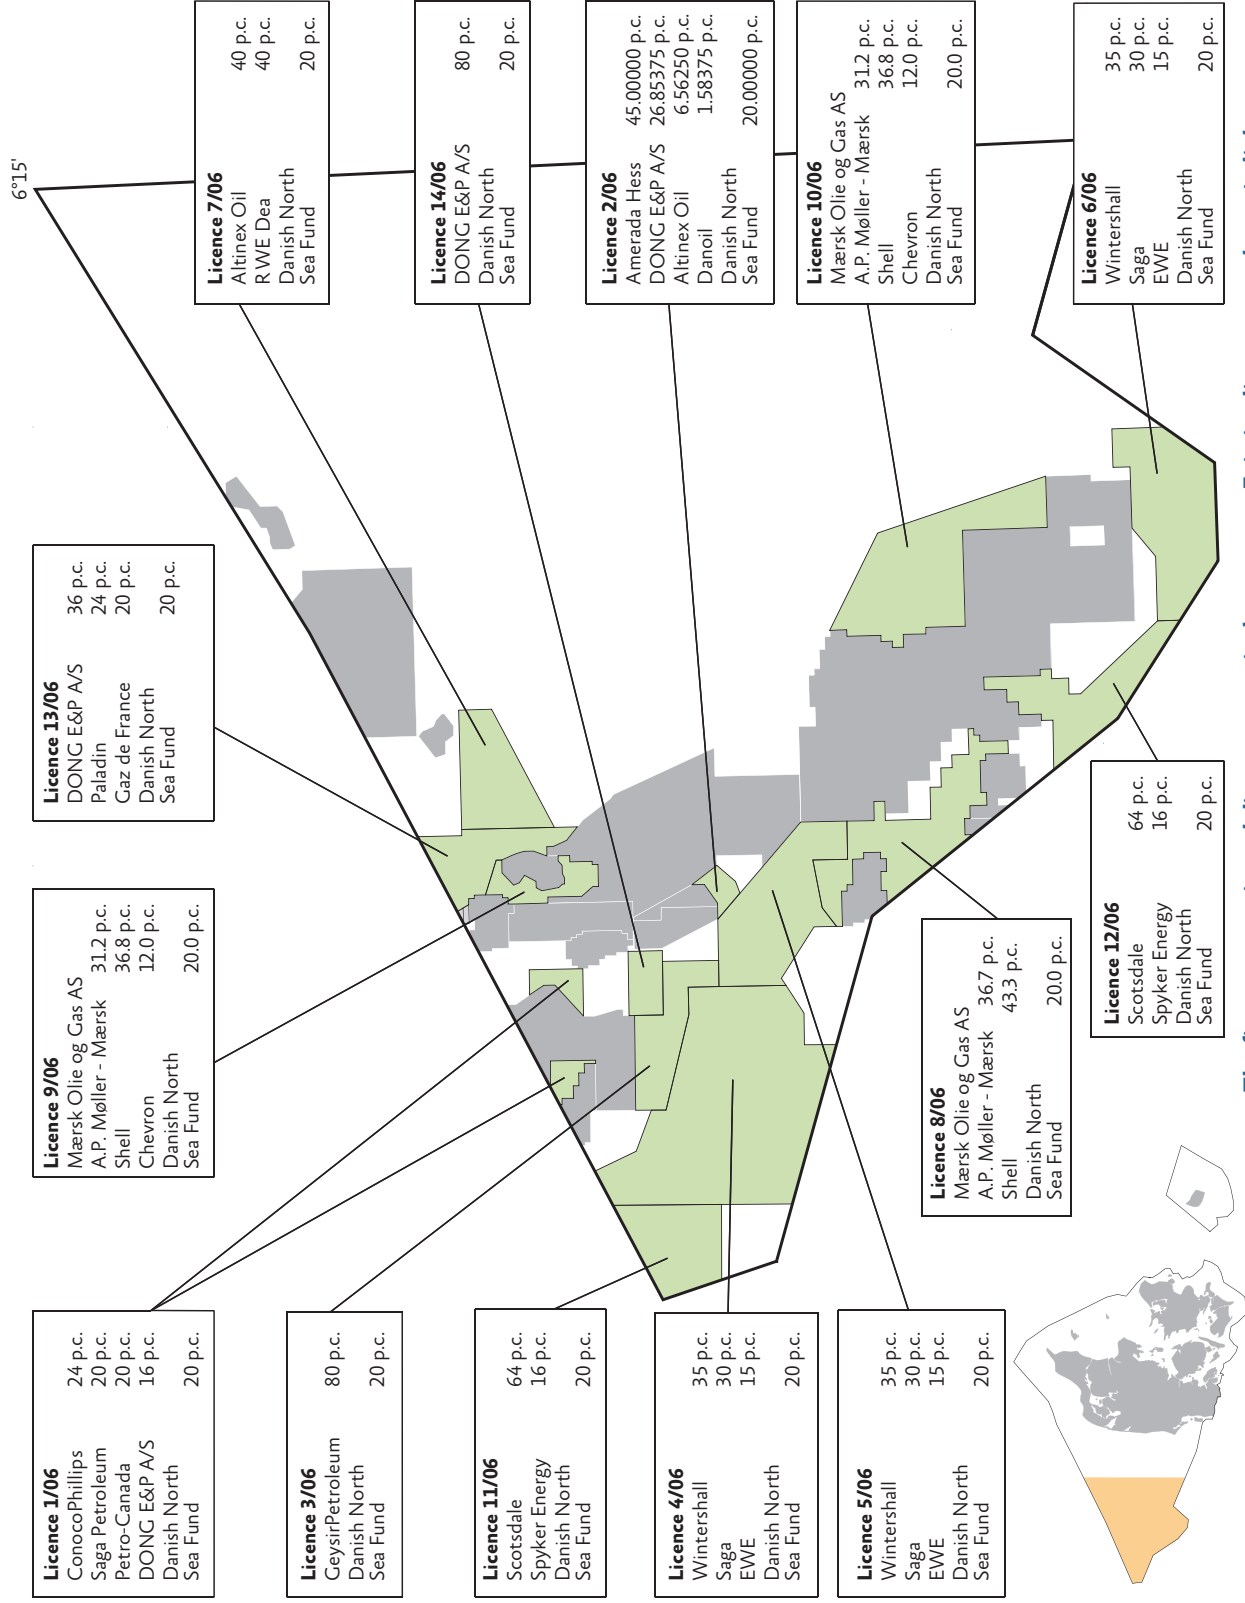 6°15'
Licence 1/06
ConocoPhillips 24 p.c.
Saga Petroleum 20 p.c.
Petro-Canada 20 p.c.
DONG E&P A/S 16 p.c.
Danish North
Sea Fund 20 p.c.
Licence 9/06
Mærsk Olie og Gas AS
A.P. Møller - Mærsk 31.2 p.c.
Shell 36.8 p.c.
Chevron 12.0 p.c.
Danish North
Sea Fund 20.0 p.c.
Licence 13/06
DONG E&P A/S 36 p.c.
Paladin 24 p.c.
Gaz de France 20 p.c.
Danish North
Sea Fund 20 p.c.
Licence 7/06
Altinex Oil 40 p.c.
RWE Dea 40 p.c.
Danish North
Sea Fund 20 p.c.
Licence 3/06
GeysirPetroleum 80 p.c.
Danish North
Sea Fund 20 p.c.
Licence 14/06
DONG E&P A/S 80 p.c.
Danish North
Sea Fund 20 p.c.
Licence 11/06
Scotsdale 64 p.c.
Spyker Energy 16 p.c.
Danish North
Sea Fund 20 p.c.
Licence 2/06
Amerada Hess 45.00000 p.c.
DONG E&P A/S 26.85375 p.c.
Altinex Oil 6.56250 p.c.
Danoil 1.58375 p.c.
Danish North
Sea Fund 20.00000 p.c.
Licence 4/06
Wintershall 35 p.c.
Saga 30 p.c.
EWE 15 p.c.
Danish North
Sea Fund 20 p.c.
Licence 10/06
Mærsk Olie og Gas AS
A.P. Møller - Mærsk 31.2 p.c.
Shell 36.8 p.c.
Chevron 12.0 p.c.
Danish North
Sea Fund 20.0 p.c.
Licence 5/06
Wintershall 35 p.c.
Saga 30 p.c.
EWE 15 p.c.
Danish North
Sea Fund 20 p.c.
Licence 8/06
Mærsk Olie og Gas AS
A.P. Møller - Mærsk 36.7 p.c.
Shell 43.3 p.c.
Danish North
Sea Fund 20.0 p.c.
Licence 12/06
Scotsdale 64 p.c.
Spyker Energy 16 p.c.
Danish North
Sea Fund 20 p.c.
Licence 6/06
Wintershall 35 p.c.
Saga 30 p.c.
EWE 15 p.c.
Danish North
Sea Fund 20 p.c.